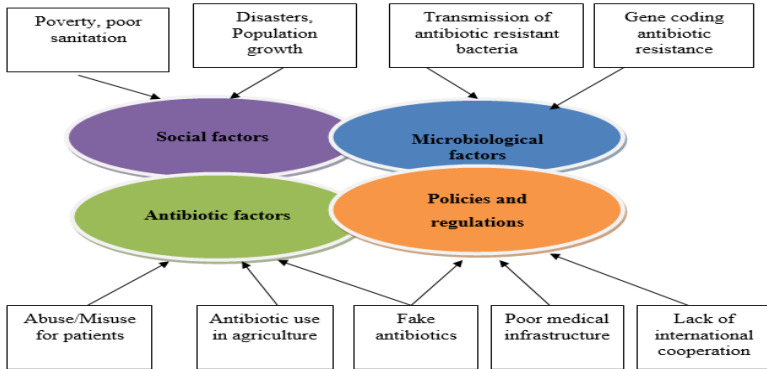 Poverty, poor
sanitation
Disasters,
Population
growth
Transmission of
antibiotic resistant
bacteria
Gene coding
antibiotic
resistance
Social factors
Microbiological
factors
Antibiotic factors
Policies and
regulations
Abuse/Misuse
for patients
Antibiotic use
in agriculture
Fake
antibiotics
Poor medical
infrastructure
Lack of
international
cooperation